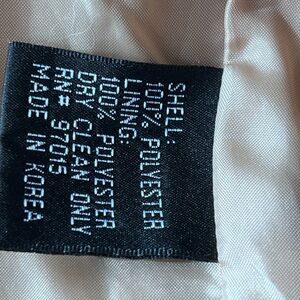 SHELL:
100% POLYESTER
LINING:
100% POLYESTER
DRY CLEAN ONLY
RN# 97015
MADE IN KOREA